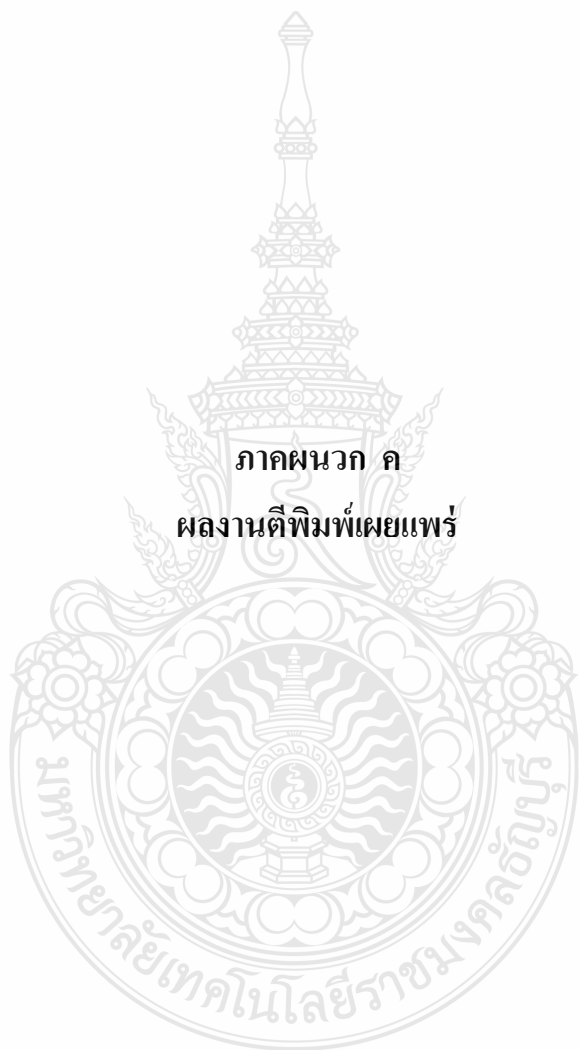 ภาคผนวก ค
ผลงานตีพิมพ์เผยแพร่
มหาวิทยาลัยเทคโนโลยีราชมงคลธัญบุรี